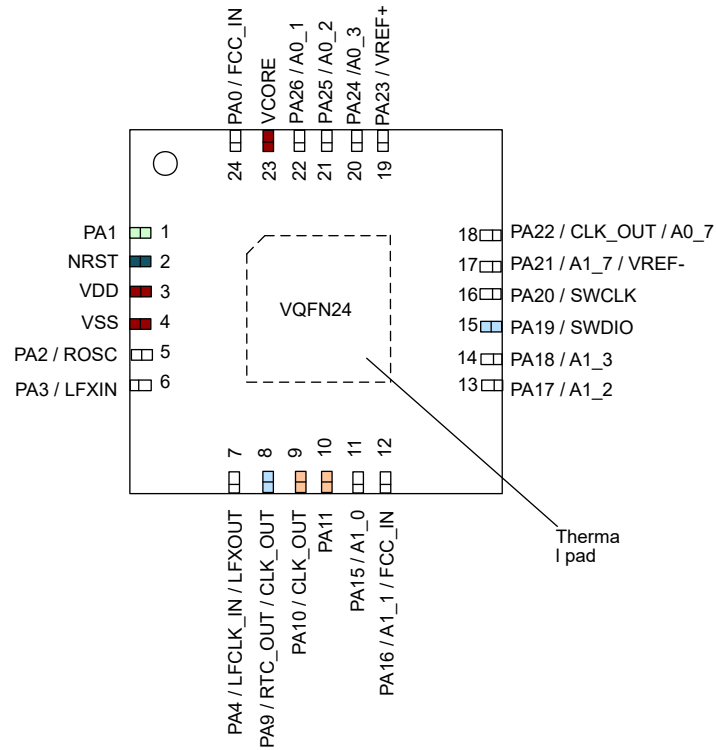 PA0 / FCC_IN
VCORE
PA26 / A0_1
PA25 / A0_2
PA24 /A0_3
PA23 / VREF+
24
23
22
21
20
19
PA1
1
NRST
2
VDD
3
VSS
4
PA2 / ROSC
5
PA3 / LFXIN
6
VQFN24
18
PA22 / CLK_OUT / A0_7
17
PA21 / A1_7 / VREF-
16
PA20 / SWCLK
15
PA19 / SWDIO
14
PA18 / A1_3
13
PA17 / A1_2
7
8
9
10
11
12
PA4 / LFCLK_IN / LFXOUT
PA9 / RTC_OUT / CLK_OUT
PA10 / CLK_OUT
PA11
PA15 / A1_0
PA16 / A1_1 / FCC_IN
Therma
l pad